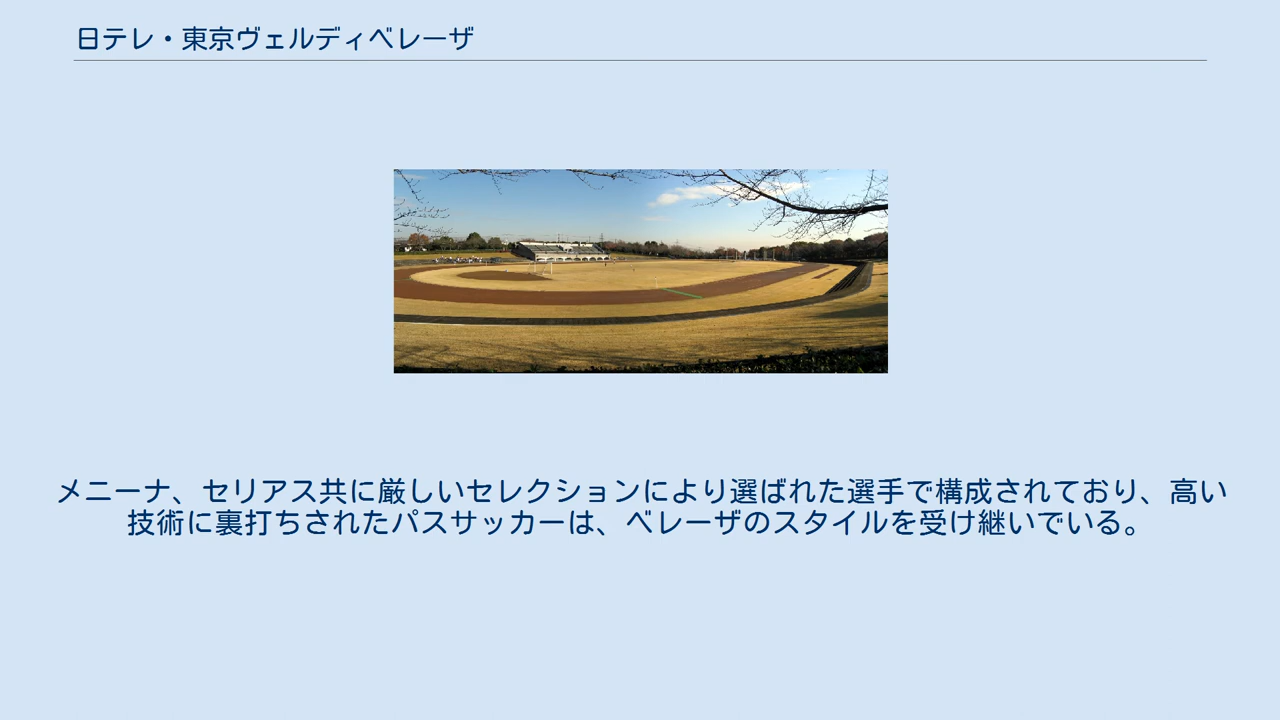 日テレ・東京ヴェルディベレーザ
メニーナ、セリアス共に厳しいセレクションにより選ばれた選手で構成されており、高い
技術に裏打ちされたパスサッカーは、ベレーザのスタイルを受け継いでいる。